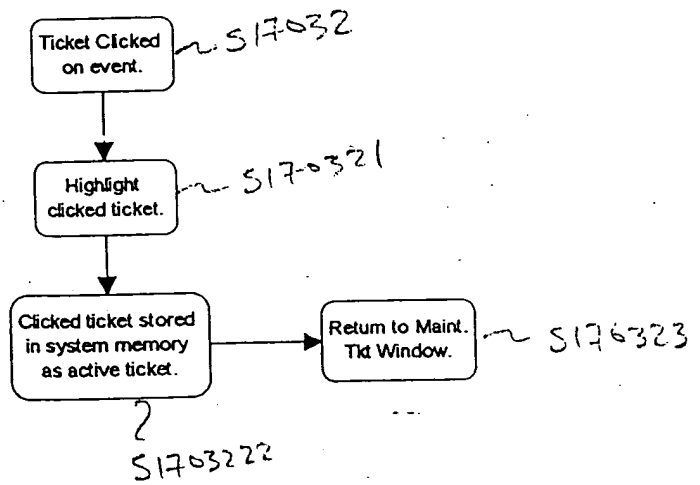 Ticket Clicked
on event.
S17032
Highlight
clicked ticket.
S170321
Clicked ticket stored
in system memory
as active ticket.
Return to Maint.
Tkt Window.
S176323
S1703222